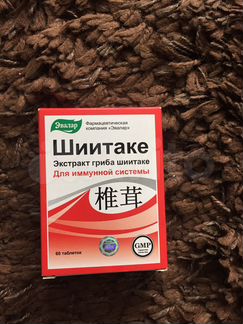 Эвалар
Фармацевтическая
компания «Эвалар»
Шиитаке
Экстракт гриба шиитаке
Для иммунной системы
椎茸
GMP
60 таблеток